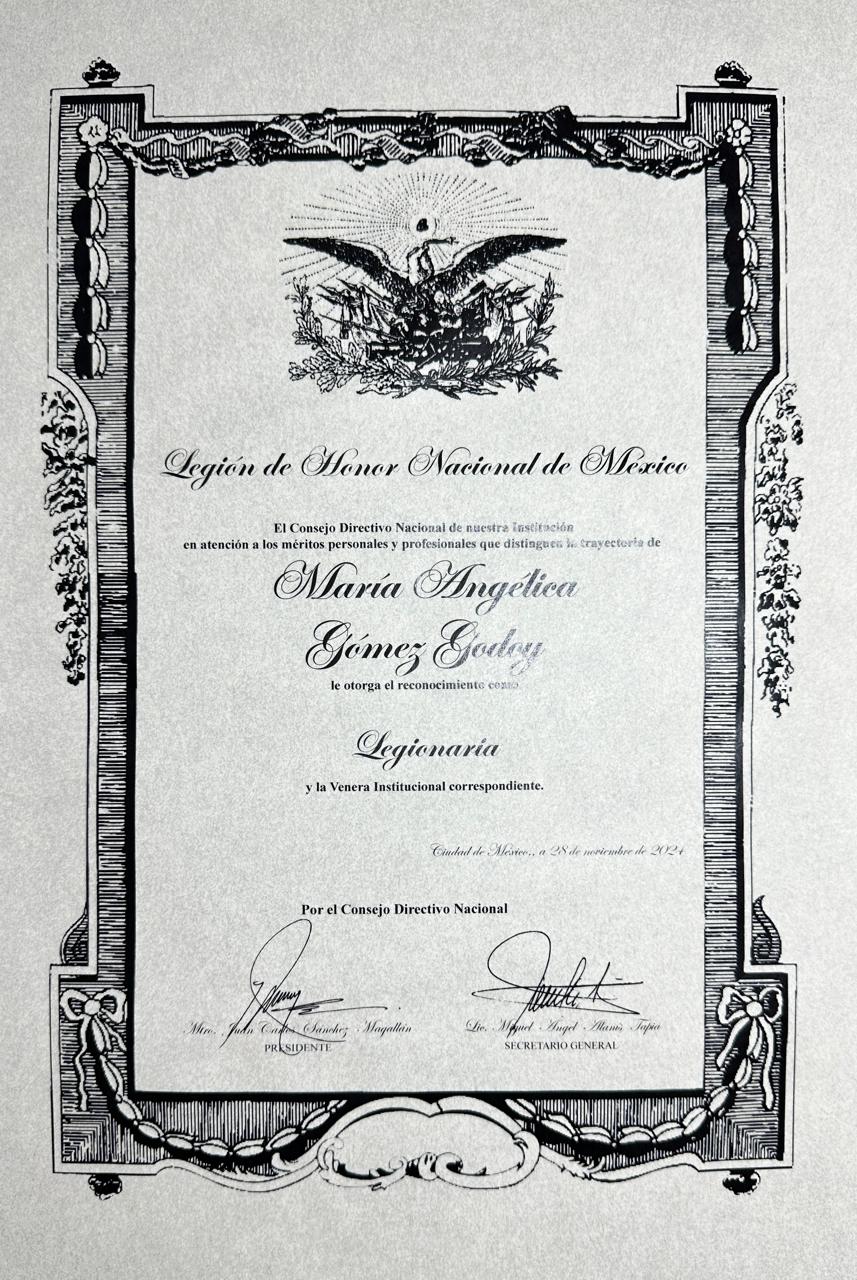 Legión de Honor Nacional de México
El Consejo Directivo Nacional de nuestra Institución
en atención a los méritos personales y profesionales que distinguen la trayectoria de
María Angélica
Gómez Godoy
le otorga el reconocimiento como
Legionaria
y la Venera Institucional correspondiente.
Ciudad de México., a 28 de noviembre de 2024
Por el Consejo Directivo Nacional
Mtro. Juan Carlos Sánchez Magallán
PRESIDENTE
Lic. Miguel Ángel Alanis Tapia
SECRETARIO GENERAL